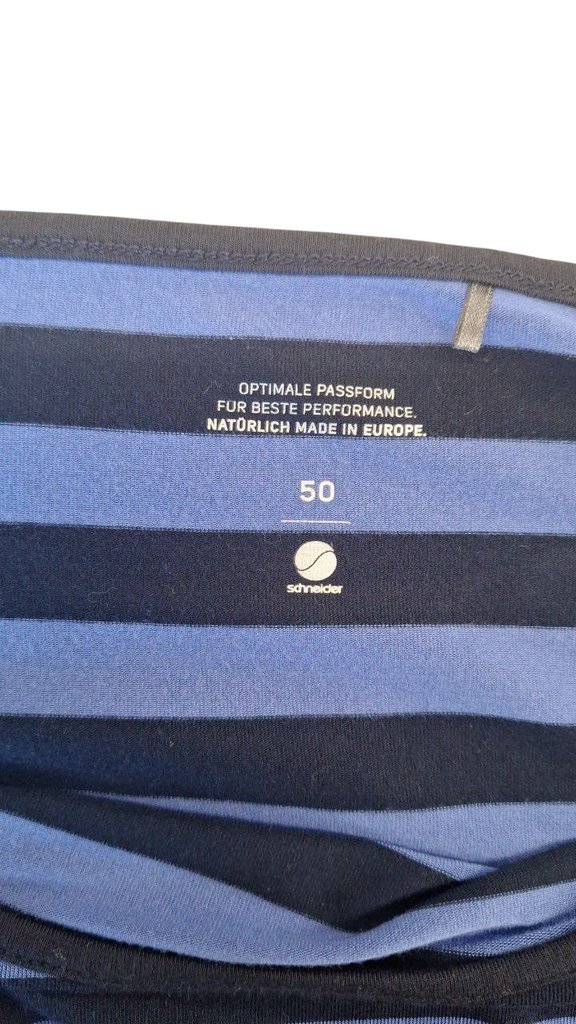 OPTIMALE PASSFORM
FÜR BESTE PERFORMANCE.
NATÜRLICH MADE IN EUROPE.
50
schneider